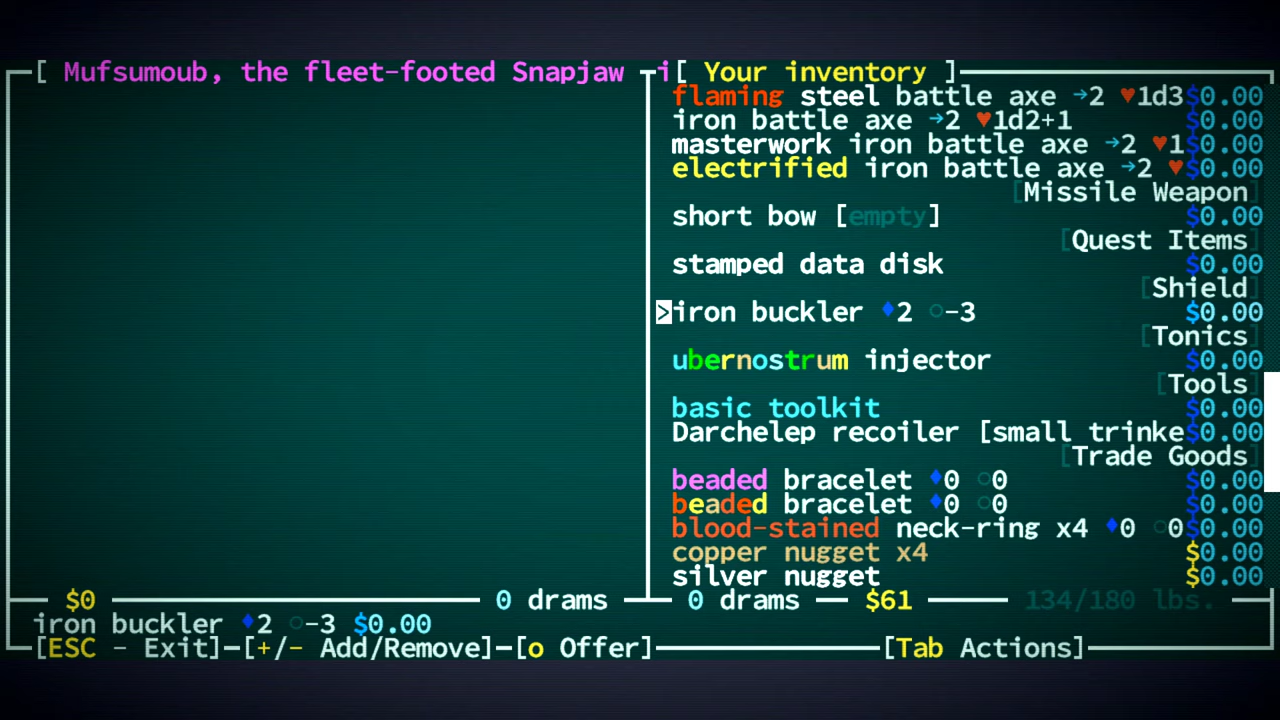 [ Mufsumoub, the fleet-footed Snapjaw i[ Your inventory ]
flaming steel battle axe →2 ♥1d3$0.00
iron battle axe →2 ♥1d2+1 $0.00
masterwork iron battle axe →2 ♥1$0.00
electrified iron battle axe →2 ♥$0.00
[Missile Weapon]
short bow [empty] $0.00
[Quest Items]
stamped data disk $0.00
[Shield]
>iron buckler ♦2 ○-3 $0.00
[Tonics]
ubernostrum injector $0.00
[Tools]
basic toolkit $0.00
Darchelep recoiler [small trinke$0.00
[Trade Goods]
beaded bracelet ♦0 ○0 $0.00
beaded bracelet ♦0 ○0 $0.00
blood-stained neck-ring x4 ♦0 ○0$0.00
copper nugget x4 $0.00
silver nugget $0.00
$0 0 drams 0 drams $61 134/180 lbs.
iron buckler ♦2 ○-3 $0.00
[ESC - Exit]-[+/- Add/Remove]-[o Offer] [Tab Actions]